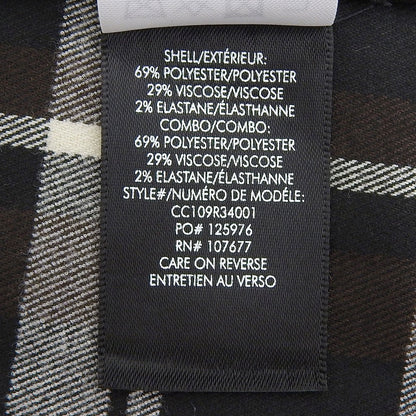 SHELL/EXTÉRIEUR:
69% POLYESTER/POLYESTER
29% VISCOSE/VISCOSE
2% ELASTANE/ÉLASTHANNE
COMBO/COMBO:
69% POLYESTER/POLYESTER
29% VISCOSE/VISCOSE
2% ELASTANE/ÉLASTHANNE
STYLE#/NUMÉRO DE MODÉLE:
CC109R34001
PO# 125976
RN# 107677
CARE ON REVERSE
ENTRETIEN AU VERSO